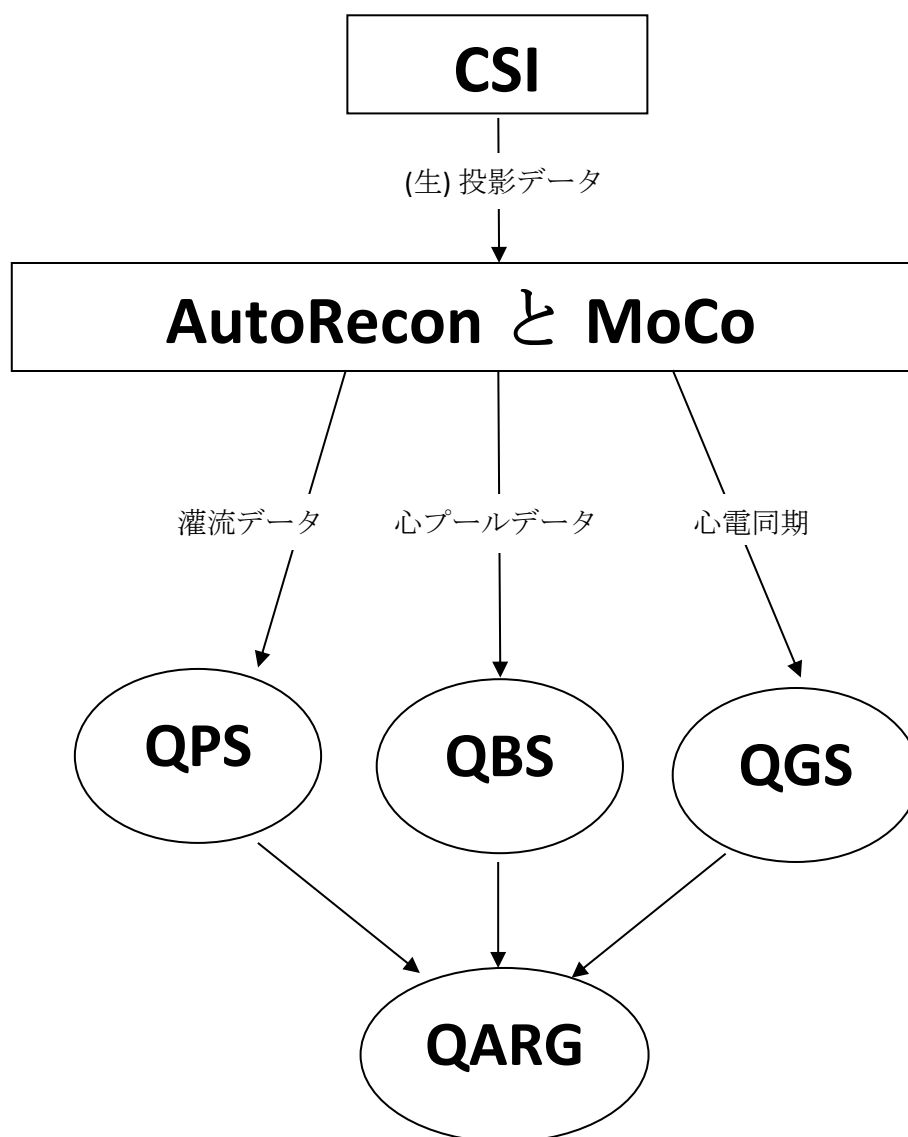 CSI
(生) 投影データ
AutoRecon と MoCo
灌流データ
心プールデータ
心電同期
QPS
QBS
QGS
QARG